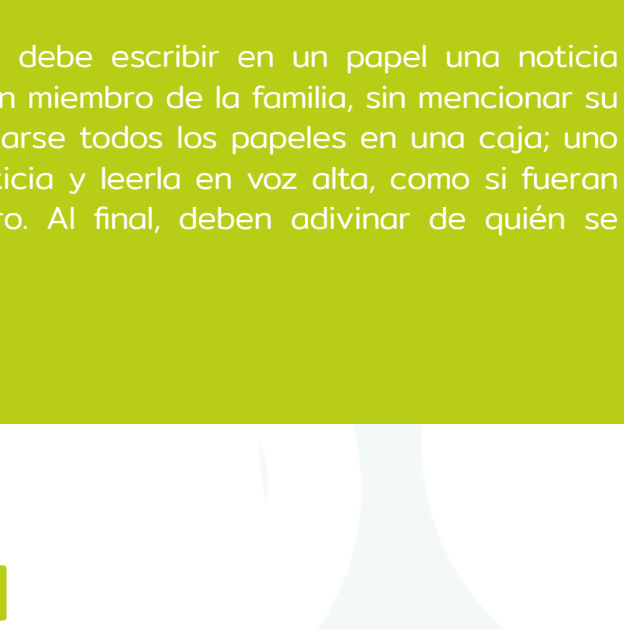 debe escribir en un papel una noticia
n miembro de la familia, sin mencionar su
arse todos los papeles en una caja; uno
icia y leerla en voz alta, como si fueran
ro. Al final, deben adivinar de quién se